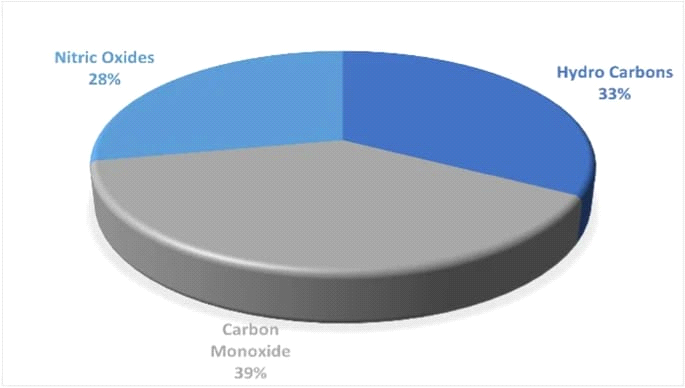 Nitric Oxides
28%
Hydro Carbons
33%
Carbon
Monoxide
39%